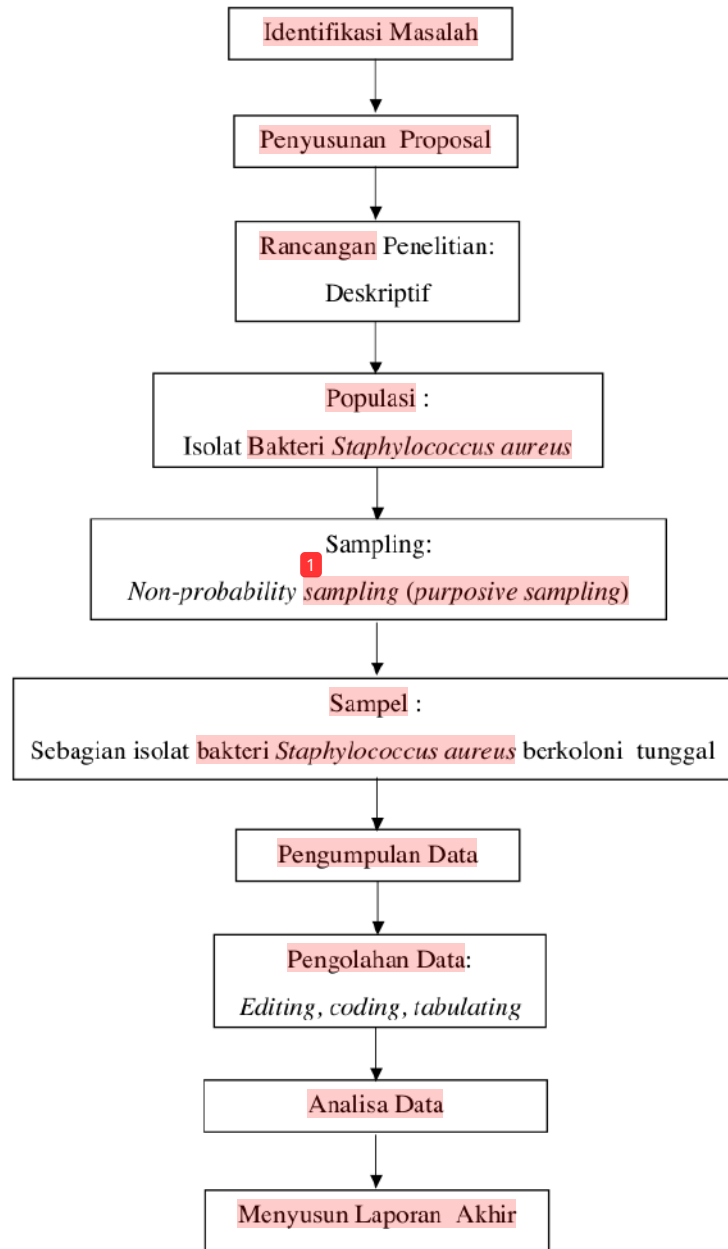 Identifikasi Masalah
Penyusunan Proposal
Rancangan Penelitian:
Deskriptif
Populasi :
Isolat Bakteri Staphylococcus aureus
Sampling:
1
Non-probability sampling (purposive sampling)
Sampel :
Sebagian isolat bakteri Staphylococcus aureus berkoloni tunggal
Pengumpulan Data
Pengolahan Data:
Editing, coding, tabulating
Analisa Data
Menyusun Laporan Akhir